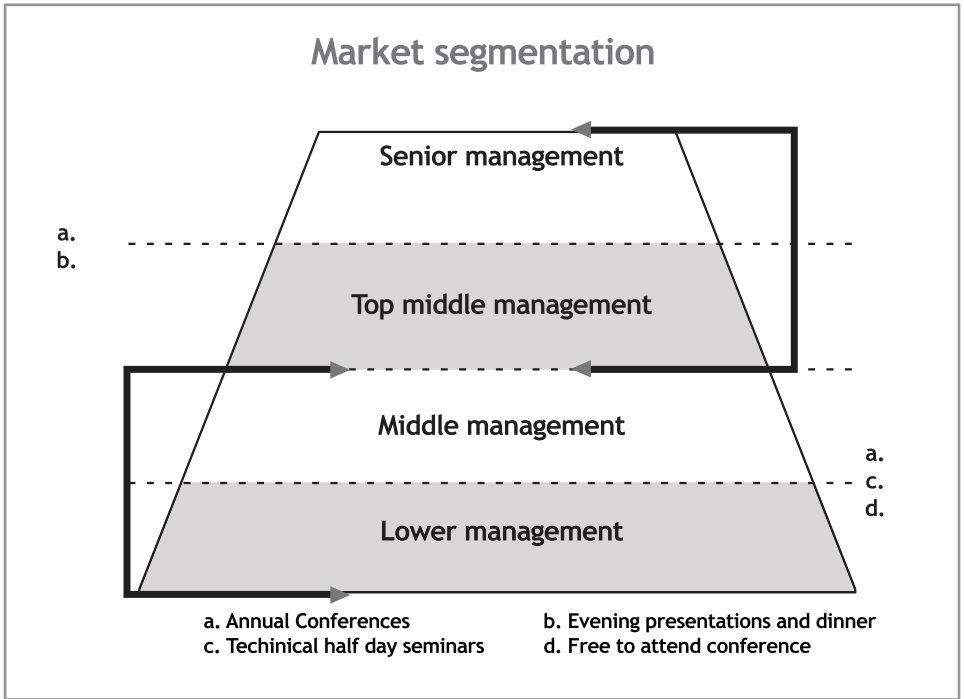 Market segmentation
Senior management
a.
b.
Top middle management
Middle management
a.
c.
d.
Lower management
a. Annual Conferences
b. Evening presentations and dinner
c. Techinical half day seminars
d. Free to attend conference